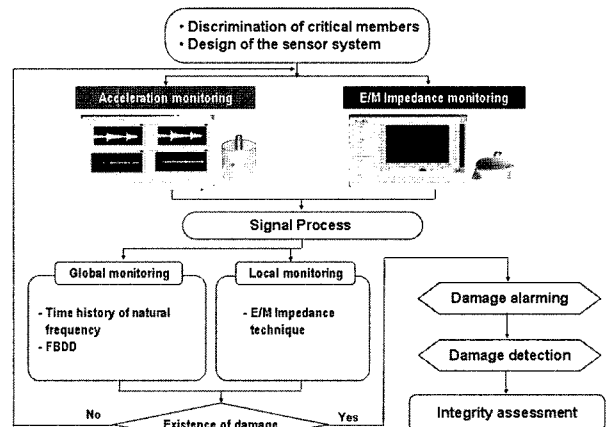 • Discrimination of critical members
• Design of the sensor system
Acceleration monitoring
E/M Impedance monitoring
Signal Process
Global monitoring
Local monitoring
- Time history of natural
frequency
- FBDD
- E/M Impedance
technique
Damage alarming
Damage detection
No
Existence of damage
Yes
Integrity assessment